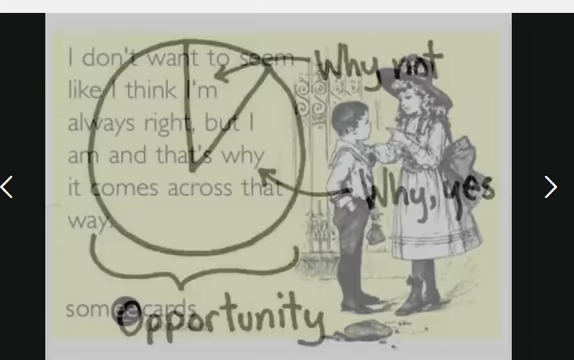 I don't want to seem
like I think I'm
always right, but I
am and that's why
it comes across that
way.
somecards
Why not
Why, yes
Opportunity